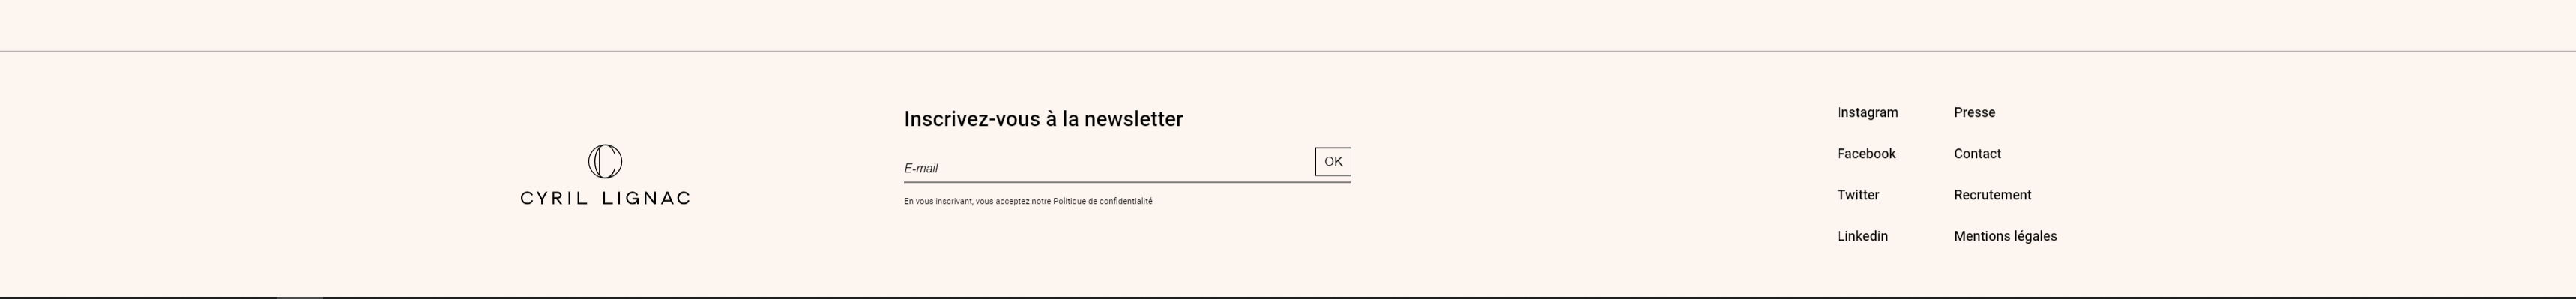 CYRIL LIGNAC
Inscrivez-vous à la newsletter
E-mail
OK
En vous inscrivant, vous acceptez notre Politique de confidentialité
Instagram
Facebook
Twitter
Linkedin
Presse
Contact
Recrutement
Mentions légales